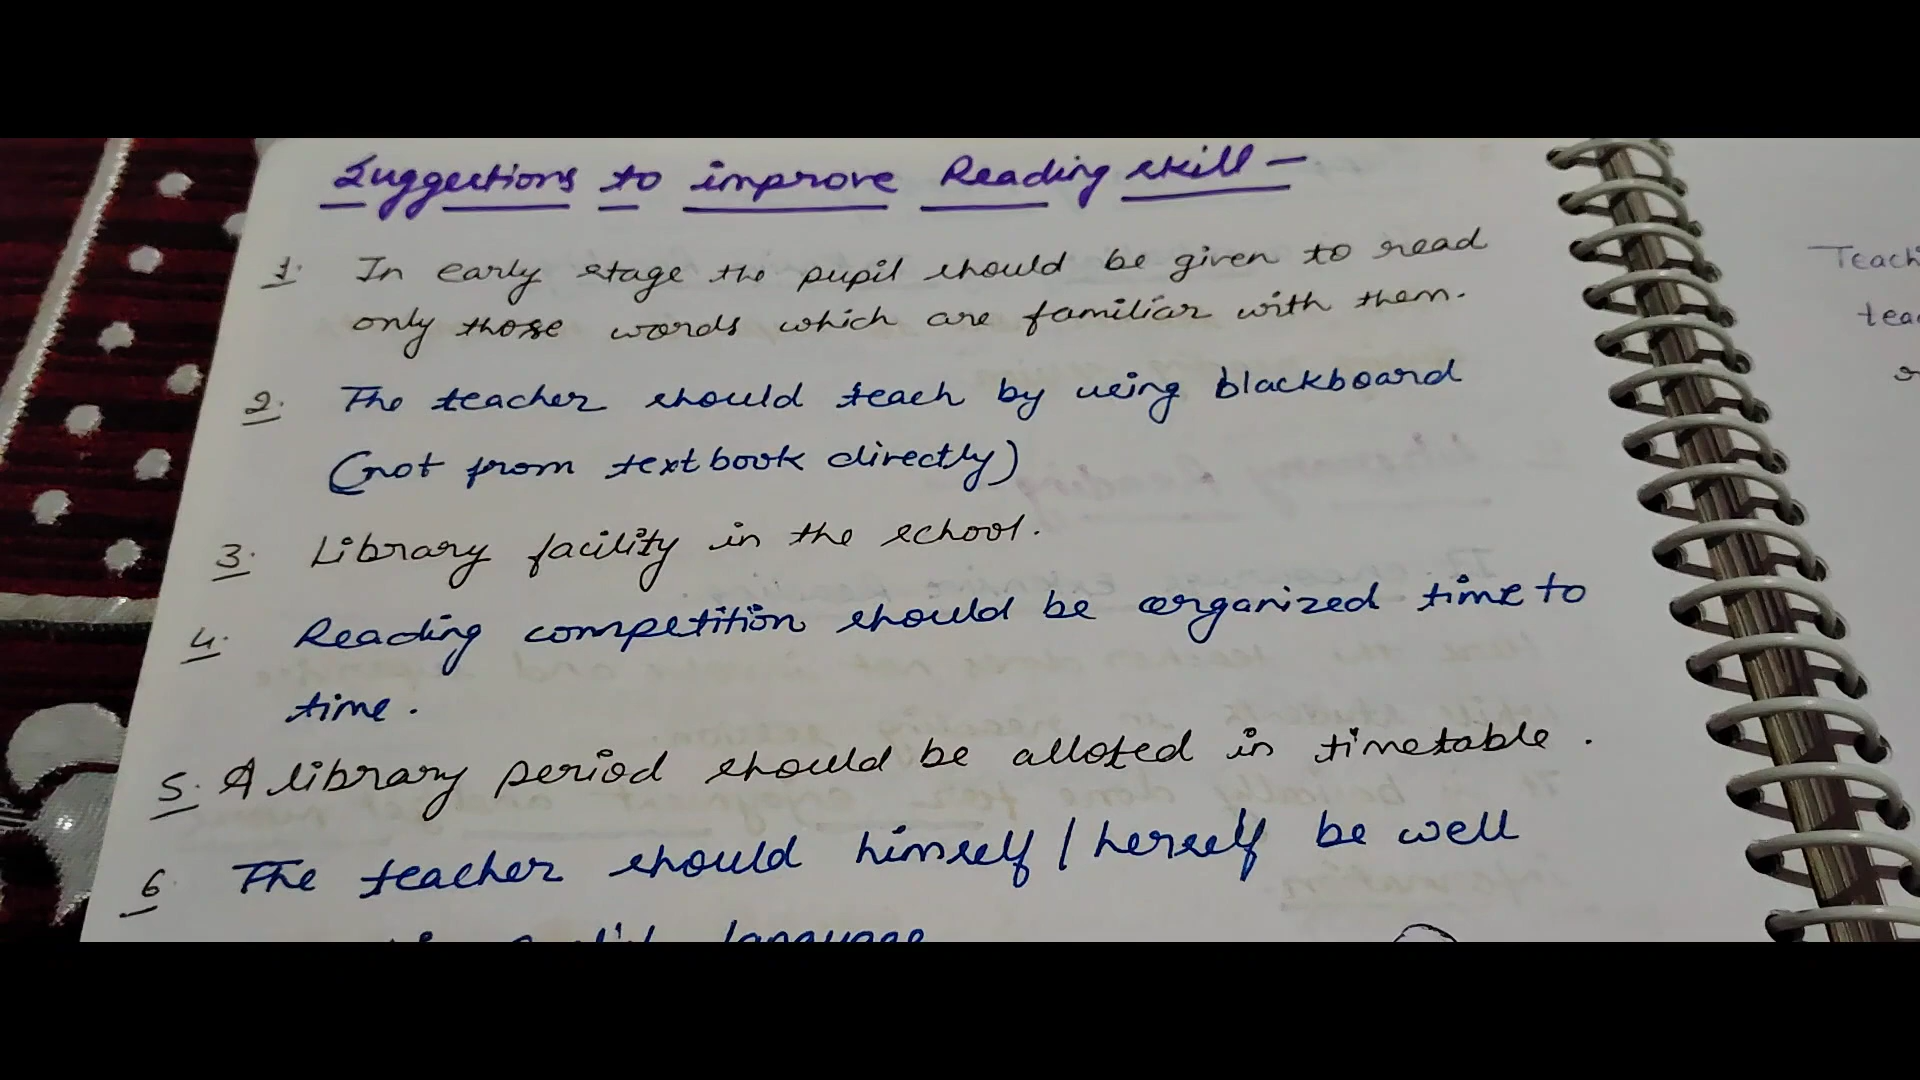 Suggestions to improve Reading skill –
1. In early stage the pupil should be given to read
only those words which are familiar with them.
2. The teacher should teach by using blackboard
(not from textbook directly)
3. Library facility in the school.
4. Reading competition should be organized time to
time.
5. A library period should be alloted in timetable.
6 The teacher should himself / herself be well
language